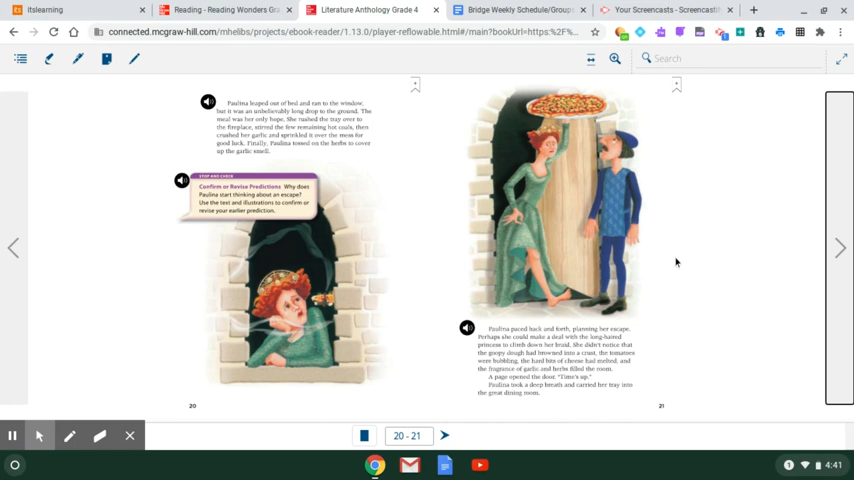 itslearning
Reading - Reading Wonders Gra
Literature Anthology Grade 4
Bridge Weekly Schedule/Groups
Your Screencasts - Screencastif
connected.mcgraw-hill.com/mhelibs/projects/ebook-reader/1.13.0/player-reflowable.html#/main?bookUrl=https:%2F%...
Search
Paulina leaped out of bed and ran to the window,
but it was an unbelievably long drop to the ground. The
meal was her only hope. She rushed the tray over to
the fireplace, stirred the few remaining hot coals, then
crushed her garlic and sprinkled it over the mess for
good luck. Finally, Paulina tossed on the herbs to cover
up the garlic smell.
STOP AND CHECK
Confirm or Revise Predictions Why does
Paulina start thinking about an escape?
Use the text and illustrations to confirm or
revise your earlier prediction.
20
Paulina paced back and forth, planning her escape.
Perhaps she could make a deal with the long-haired
princess to climb down her braid. She didn't notice that
the goopy dough had browned into a crust, the tomatoes
were bubbling, the hard bits of cheese had melted, and
the fragrance of garlic and herbs filled the room.
A page opened the door. "Time's up."
Paulina took a deep breath and carried her tray into
the great dining room.
21
20 - 21
4:41